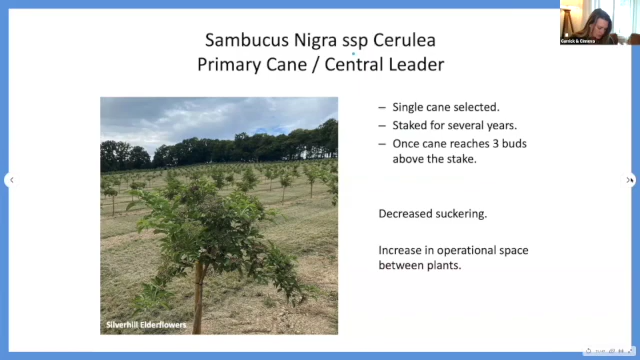 Sambucus Nigra ssp Cerulea
Primary Cane / Central Leader
– Single cane selected.
– Staked for several years.
– Once cane reaches 3 buds
above the stake.
Decreased suckering.
Increase in operational space
between plants.
Silverhill Elderflowers